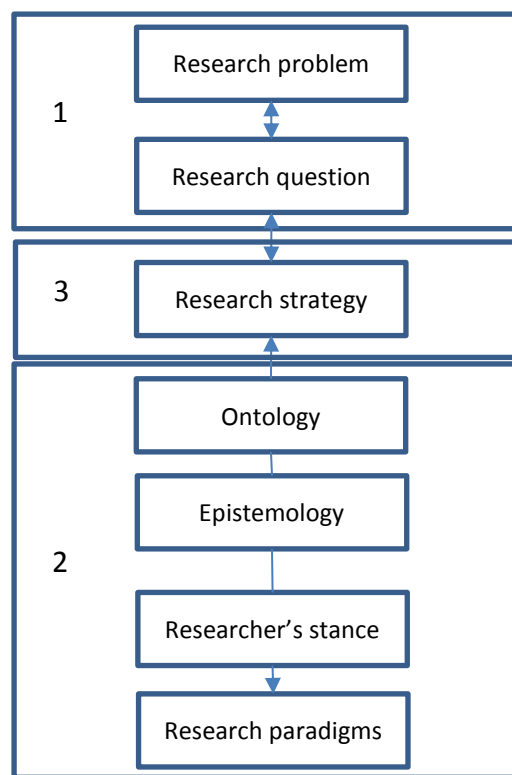 1
Research problem
Research question
3
Research strategy
2
Ontology
Epistemology
Researcher’s stance
Research paradigms